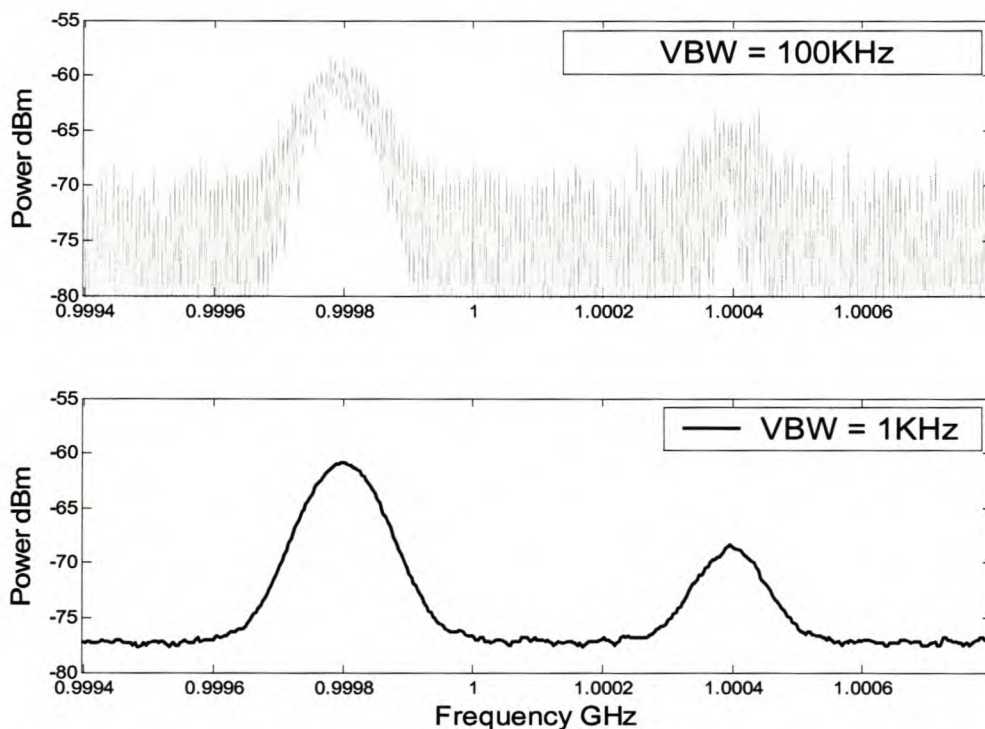 -55
VBW = 100KHz
-60
-65
-70
-75
-80
Power dBm
0.9994 0.9996 0.9998 1 1.0002 1.0004 1.0006
-55
VBW = 1KHz
-60
-65
-70
-75
-80
Power dBm
0.9994 0.9996 0.9998 1 1.0002 1.0004 1.0006
Frequency GHz